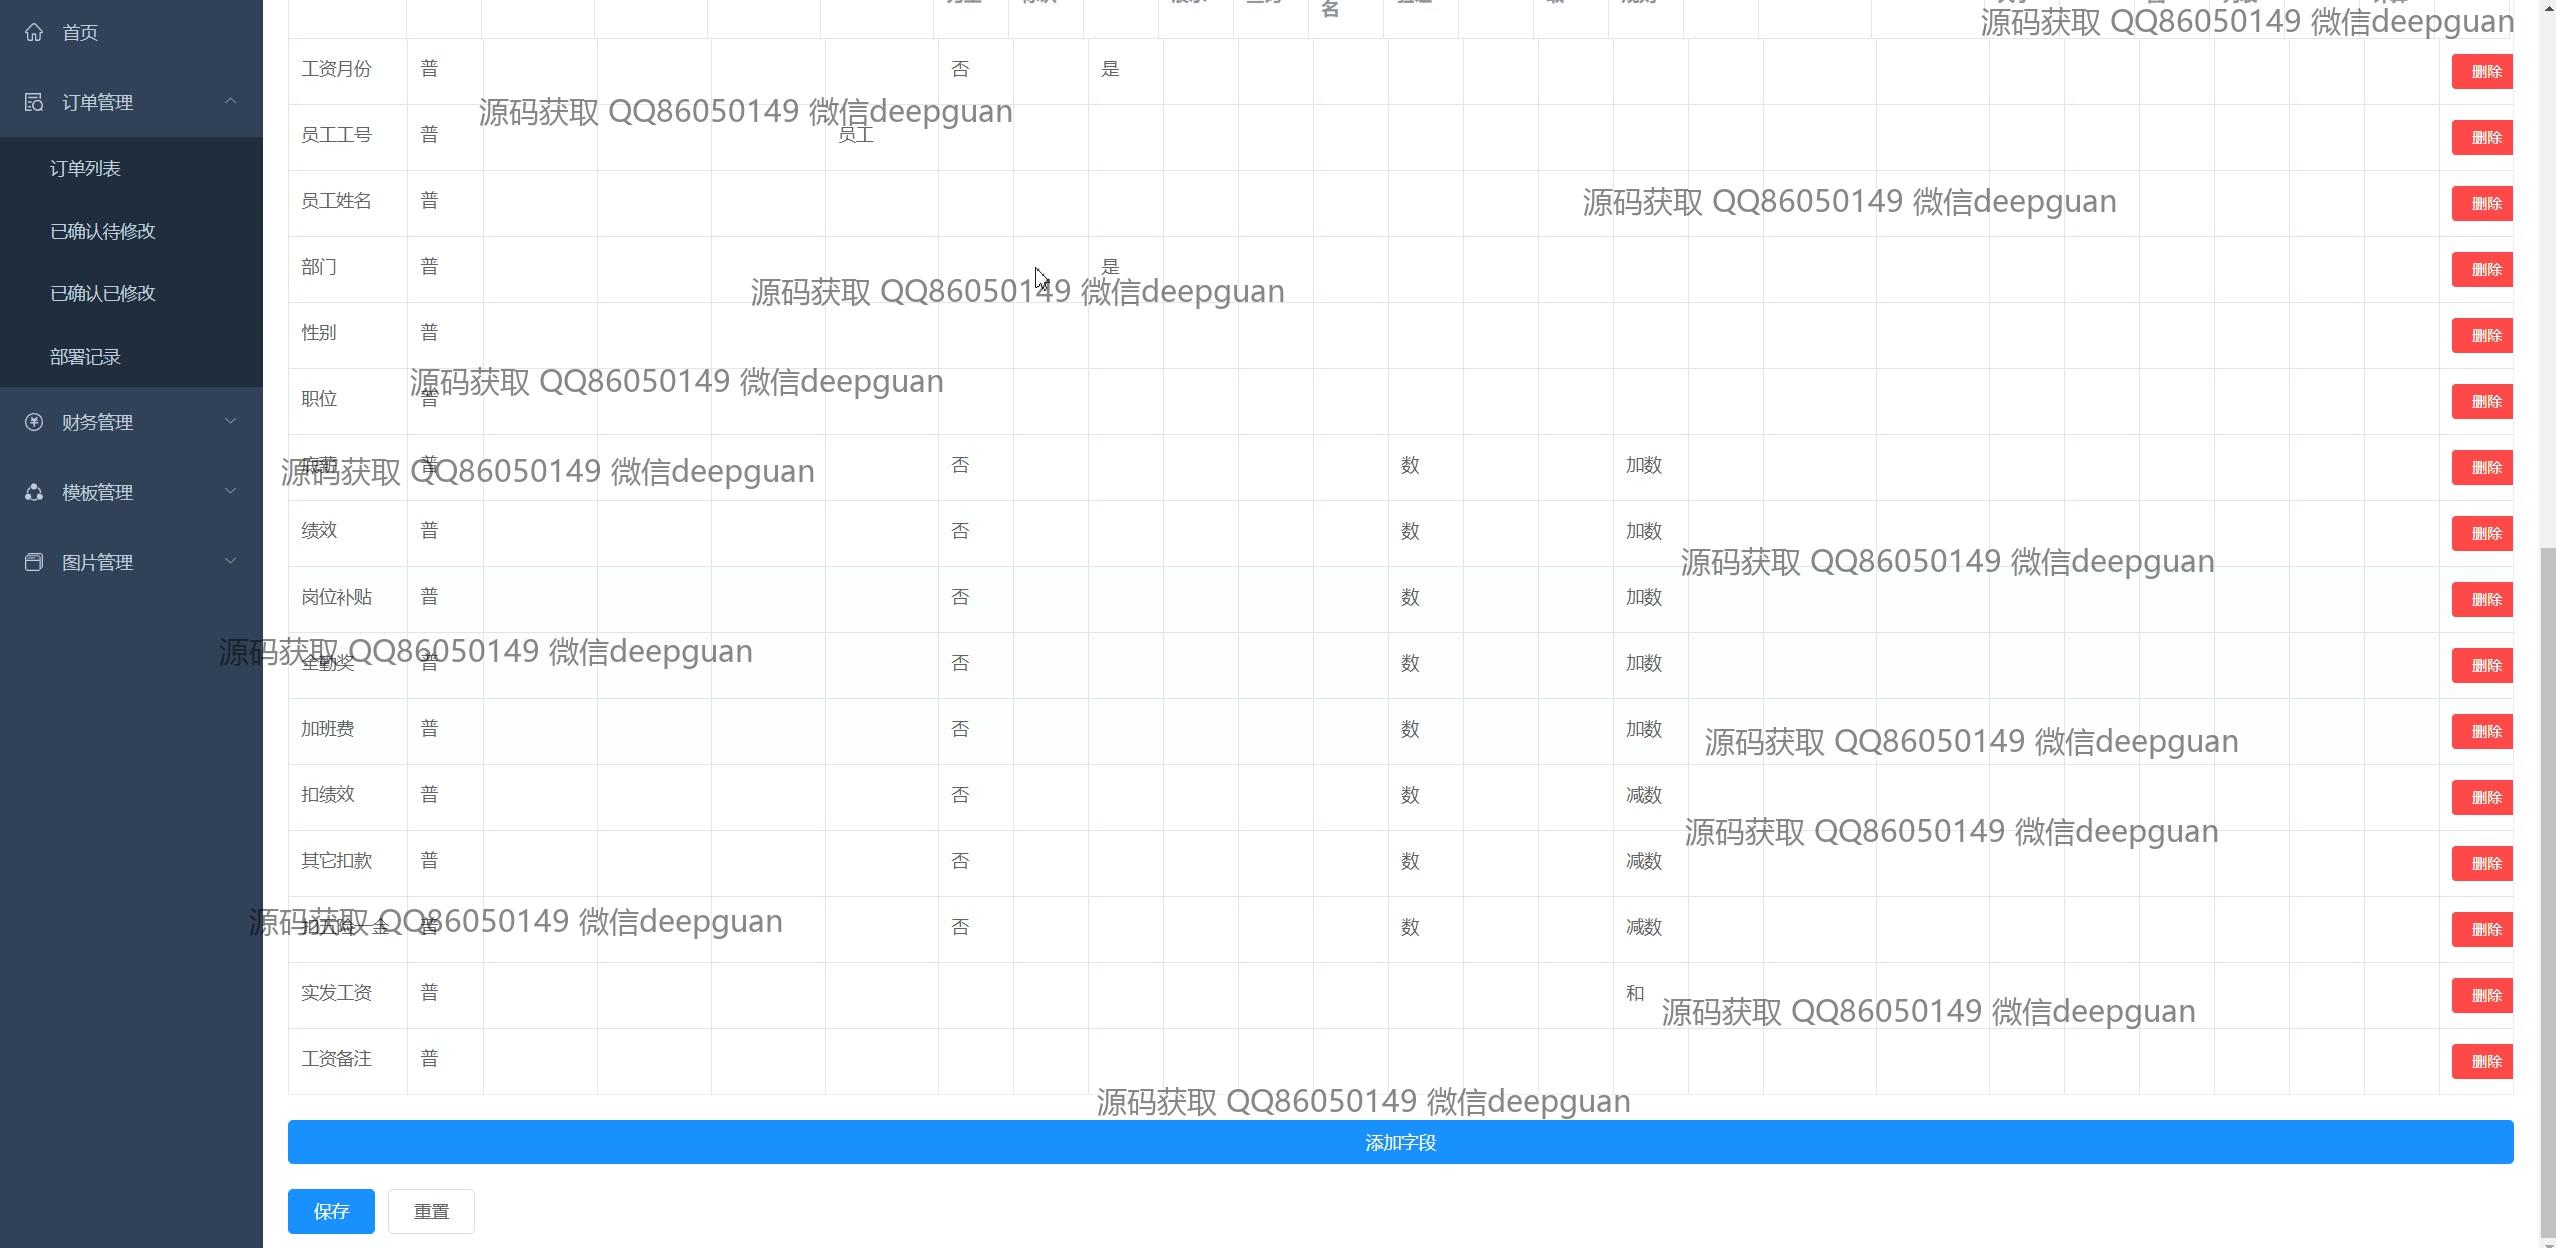 首页
订单管理
订单列表
已确认待修改
已确认已修改
部署记录
财务管理
模板管理
图片管理
名
源码获取 QQ86050149 微信deepguan
工资月份 普 否 是 删除
源码获取 QQ86050149 微信deepguan
员工工号 普 员工 删除
员工姓名 普 删除
源码获取 QQ86050149 微信deepguan
部门 普 是 删除
源码获取 QQ86050149 微信deepguan
性别 普 删除
源码获取 QQ86050149 微信deepguan
职位 普 删除
源码获取 QQ86050149 微信deepguan
普 否 数 加数 删除
绩效 普 否 数 加数 删除
源码获取 QQ86050149 微信deepguan
岗位补贴 普 否 数 加数 删除
源码获取 QQ86050149 微信deepguan
全勤奖 普 否 数 加数 删除
加班费 普 否 数 加数 删除
源码获取 QQ86050149 微信deepguan
扣绩效 普 否 数 减数 删除
源码获取 QQ86050149 微信deepguan
其它扣款 普 否 数 减数 删除
源码获取 QQ86050149 微信deepguan
扣五险一金 普 否 数 减数 删除
实发工资 普 和 删除
源码获取 QQ86050149 微信deepguan
工资备注 普 删除
源码获取 QQ86050149 微信deepguan
添加字段
保存 重置